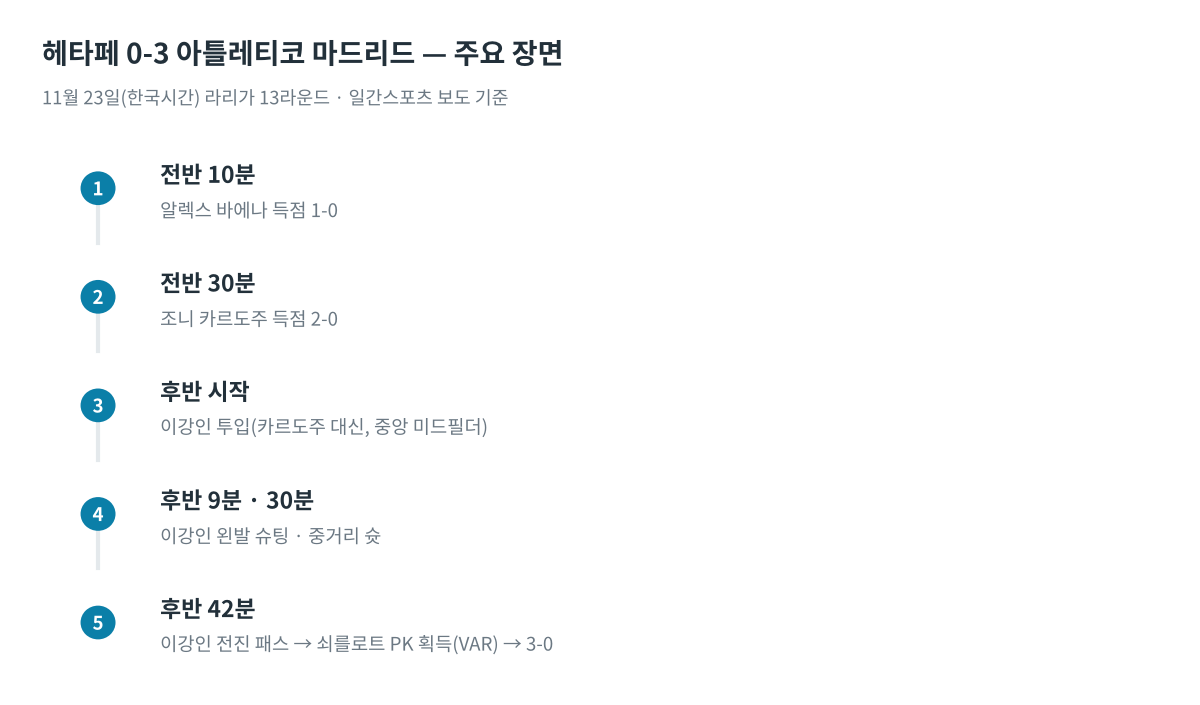 헤타페 0-3 아틀레티코 마드리드 — 주요 장면
11월 23일(한국시간) 라리가 13라운드 · 일간스포츠 보도 기준
1
전반 10분
알렉스 바에나 득점 1-0
2
전반 30분
조니 카르도주 득점 2-0
3
후반 시작
이강인 투입(카르도주 대신, 중앙 미드필더)
4
후반 9분 · 30분
이강인 왼발 슈팅 · 중거리 슛
5
후반 42분
이강인 전진 패스 → 쇠를로트 PK 획득(VAR) → 3-0